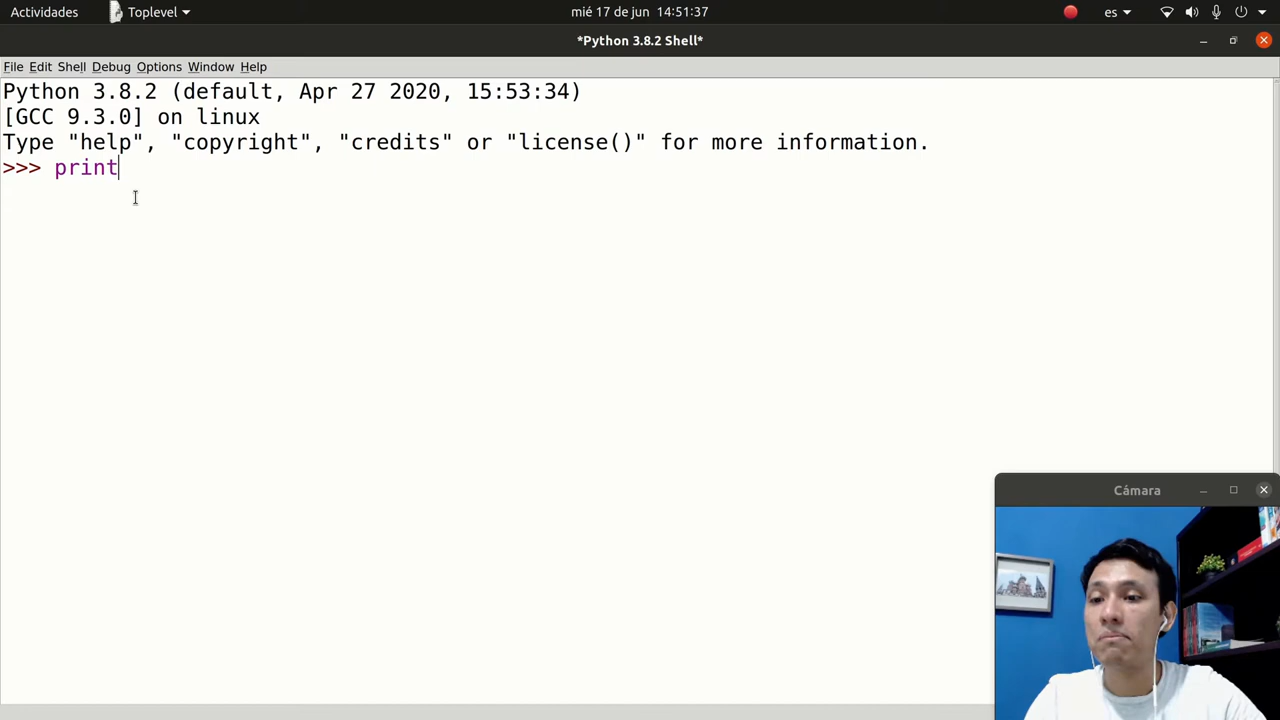 Actividades Toplevel mié 17 de jun 14:51:37 es
*Python 3.8.2 Shell*
File Edit Shell Debug Options Window Help
Python 3.8.2 (default, Apr 27 2020, 15:53:34)
[GCC 9.3.0] on linux
Type "help", "copyright", "credits" or "license()" for more information.
>>> print
Cámara